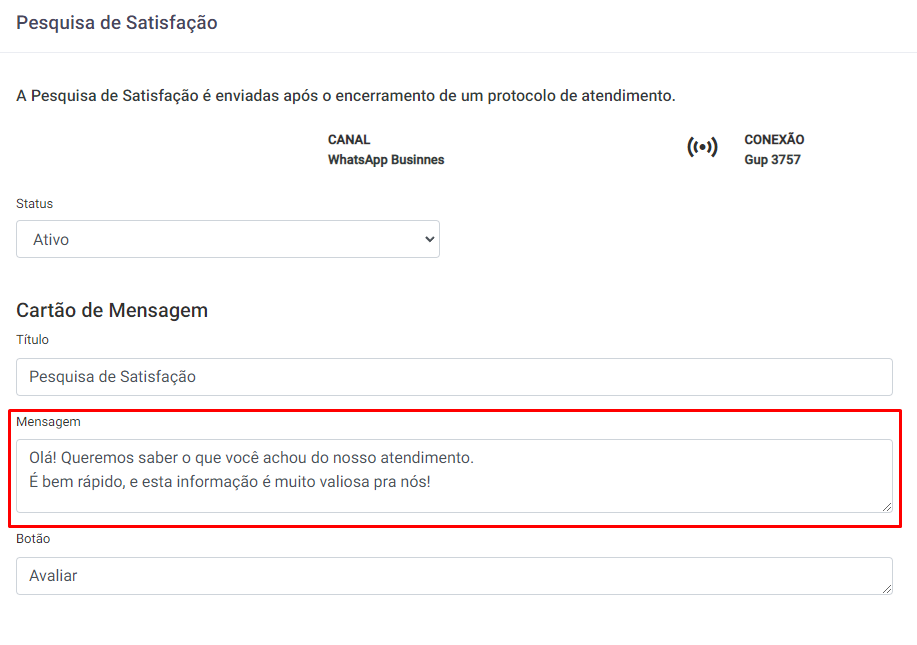 Pesquisa de Satisfação
A Pesquisa de Satisfação é enviadas após o encerramento de um protocolo de atendimento.
CANAL
WhatsApp Businnes
CONEXÃO
Gup 3757
Status
Ativo
Cartão de Mensagem
Título
Pesquisa de Satisfação
Mensagem
Olá! Queremos saber o que você achou do nosso atendimento.
É bem rápido, e esta informação é muito valiosa pra nós!
Botão
Avaliar